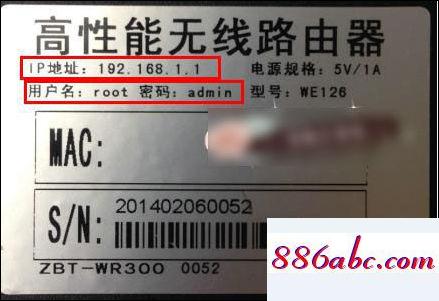 高性能无线路由器
IP地址: 192.168.1.1 电源规格: 5V/1A
用户名: root 密码: admin 型号: WE126
MAC:
S/N: 201402060052
ZBT-WR300 0052
886abc.com